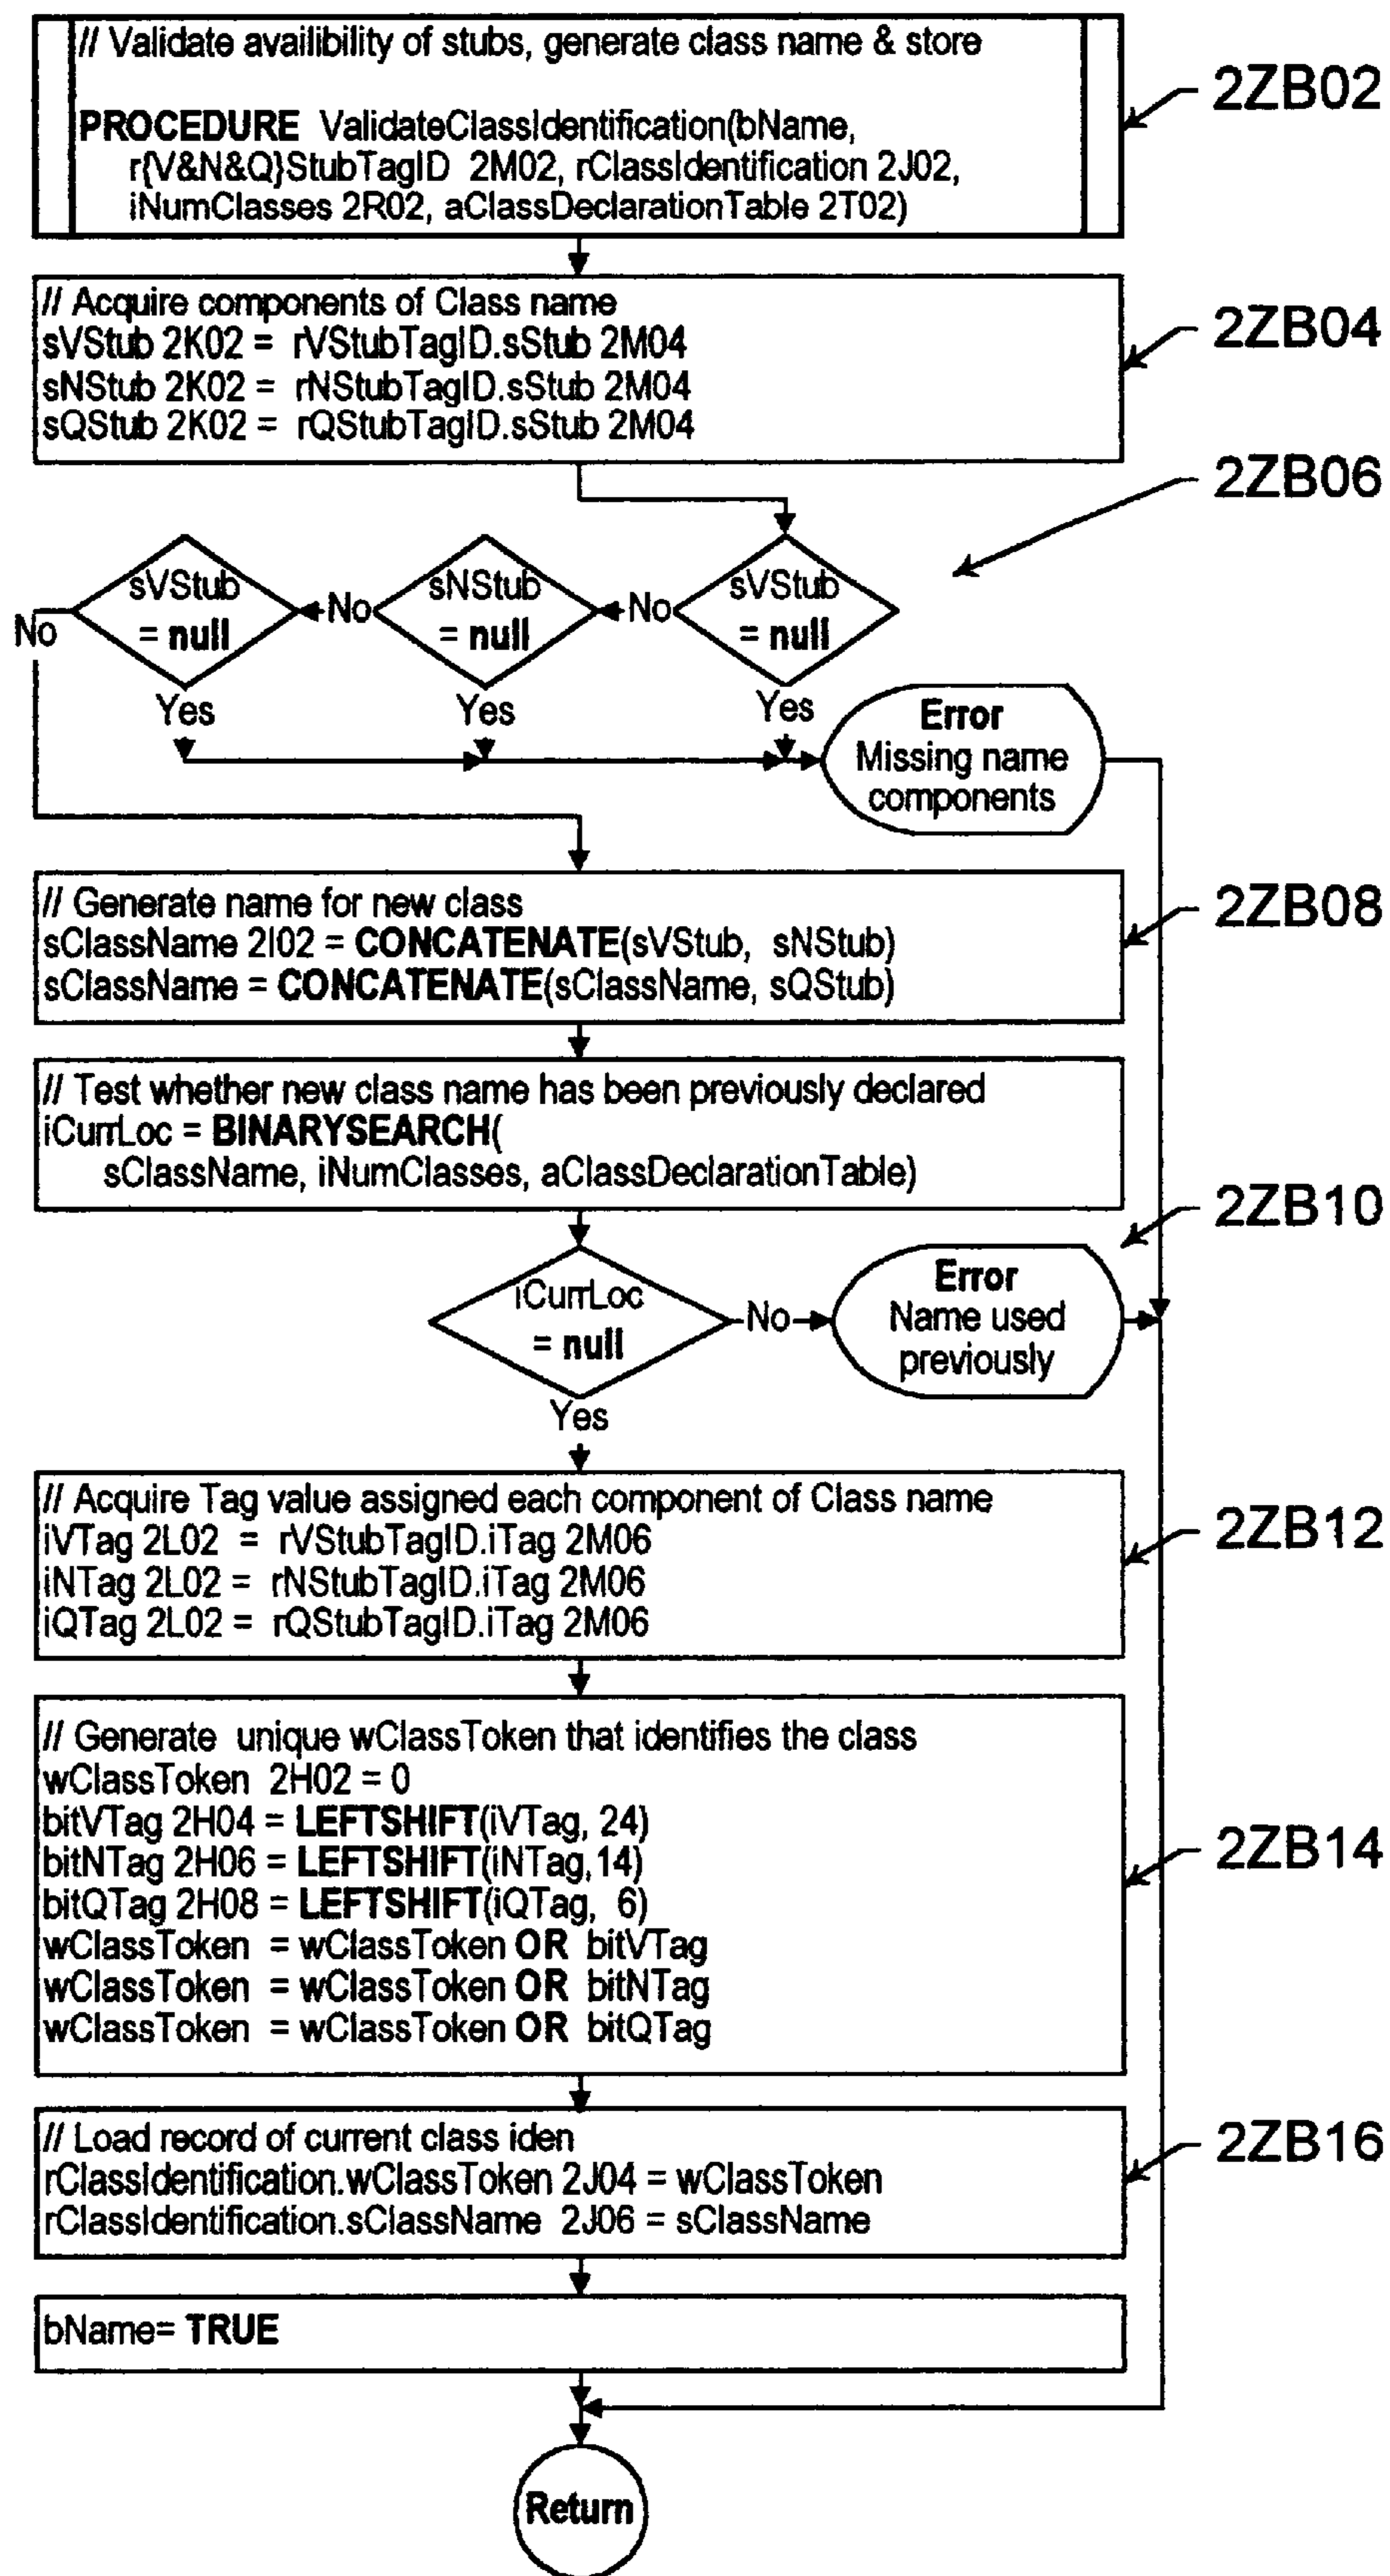 // Validate availibility of stubs, generate class name & store
PROCEDURE ValidateClassIdentification(bName,
r{V&N&Q}StubTagID 2M02, rClassIdentification 2J02,
iNumClasses 2R02, aClassDeclarationTable 2T02)
2ZB02
// Acquire components of Class name
sVStub 2K02 = rVStubTagID.sStub 2M04
sNStub 2K02 = rNStubTagID.sStub 2M04
sQStub 2K02 = rQStubTagID.sStub 2M04
2ZB04
2ZB06
sVStub
= null
No
sNStub
= null
No
sVStub
= null
No
Yes
Yes
Yes
Error
Missing name
components
// Generate name for new class
sClassName 2I02 = CONCATENATE(sVStub, sNStub)
sClassName = CONCATENATE(sClassName, sQStub)
2ZB08
// Test whether new class name has been previously declared
iCurrLoc = BINARYSEARCH(
sClassName, iNumClasses, aClassDeclarationTable)
2ZB10
iCurrLoc
= null
No
Error
Name used
previously
Yes
// Acquire Tag value assigned each component of Class name
iVTag 2L02 = rVStubTagID.iTag 2M06
iNTag 2L02 = rNStubTagID.iTag 2M06
iQTag 2L02 = rQStubTagID.iTag 2M06
2ZB12
// Generate unique wClassToken that identifies the class
wClassToken 2H02 = 0
bitVTag 2H04 = LEFTSHIFT(iVTag, 24)
bitNTag 2H06 = LEFTSHIFT(iNTag,14)
bitQTag 2H08 = LEFTSHIFT(iQTag, 6)
wClassToken = wClassToken OR bitVTag
wClassToken = wClassToken OR bitNTag
wClassToken = wClassToken OR bitQTag
2ZB14
// Load record of current class iden
rClassIdentification.wClassToken 2J04 = wClassToken
rClassIdentification.sClassName 2J06 = sClassName
2ZB16
bName= TRUE
Return